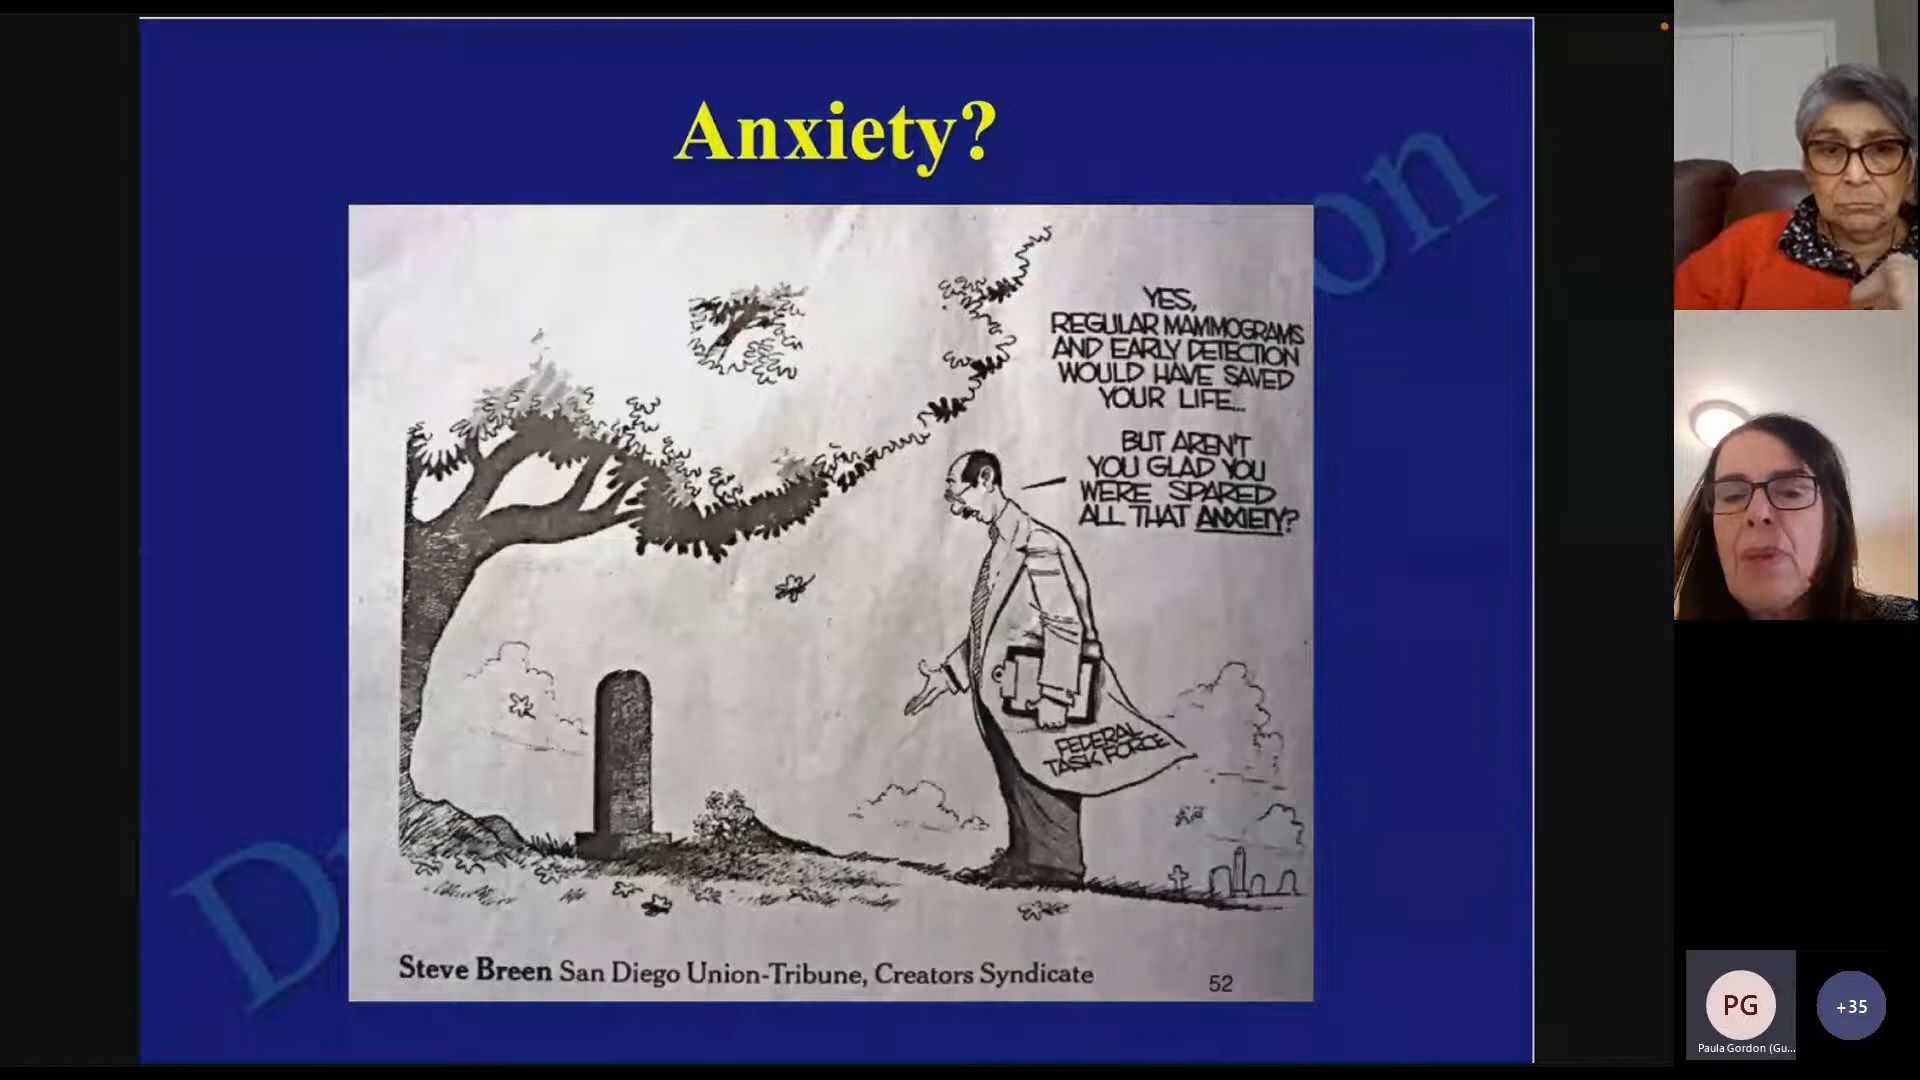 Anxiety?
YES,
REGULAR MAMMOGRAMS
AND EARLY DETECTION
WOULD HAVE SAVED
YOUR LIFE...
BUT AREN'T
YOU GLAD YOU
WERE SPARED
ALL THAT ANXIETY?
FEDERAL
TASK FORCE
Steve Breen San Diego Union-Tribune, Creators Syndicate
52
PG
+35
Paula Gordon (Gu...